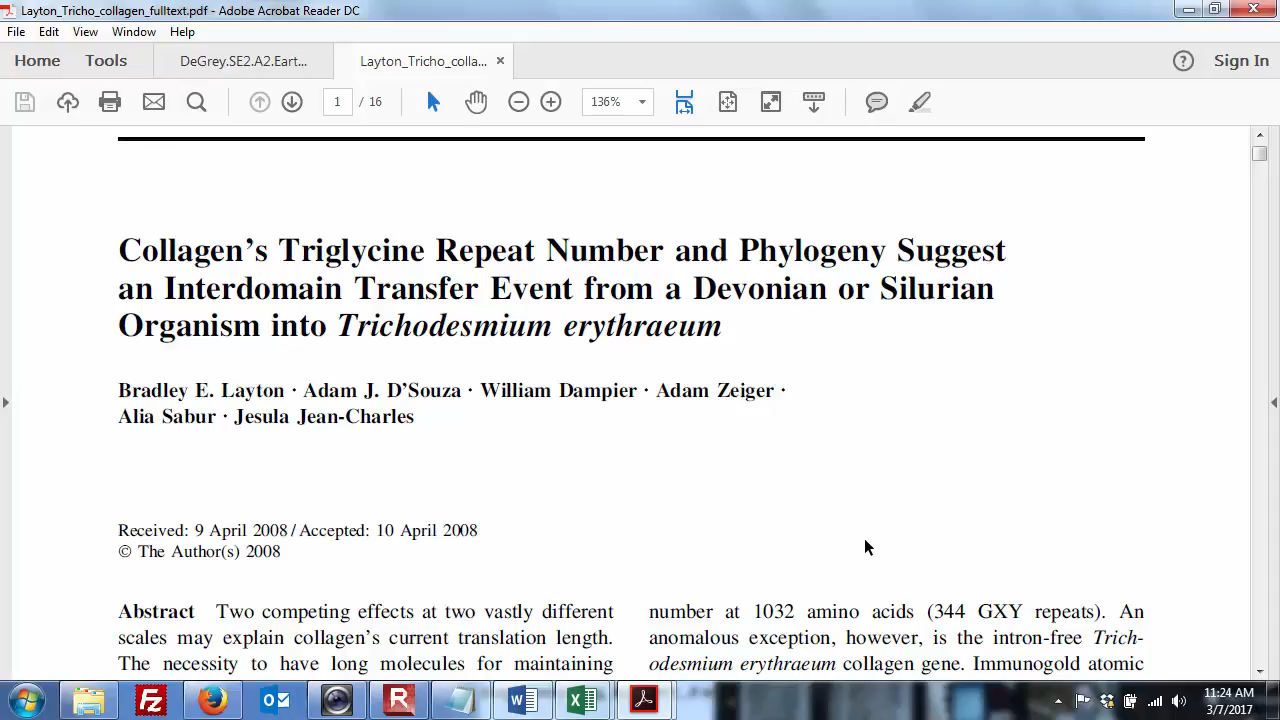 Layton_Tricho_collagen_fulltext.pdf - Adobe Acrobat Reader DC
File Edit View Window Help
Home Tools DeGrey.SE2.A2.Eart... Layton_Tricho_colla... × ? Sign In
1 / 16 136%
Collagen's Triglycine Repeat Number and Phylogeny Suggest
an Interdomain Transfer Event from a Devonian or Silurian
Organism into Trichodesmium erythraeum
Bradley E. Layton · Adam J. D'Souza · William Dampier · Adam Zeiger ·
Alia Sabur · Jesula Jean-Charles
Received: 9 April 2008 / Accepted: 10 April 2008
© The Author(s) 2008
Abstract Two competing effects at two vastly different
scales may explain collagen's current translation length.
The necessity to have long molecules for maintaining
number at 1032 amino acids (344 GXY repeats). An
anomalous exception, however, is the intron-free Trich-
odesmium erythraeum collagen gene. Immunogold atomic
Fz R W X
11:24 AM
3/7/2017